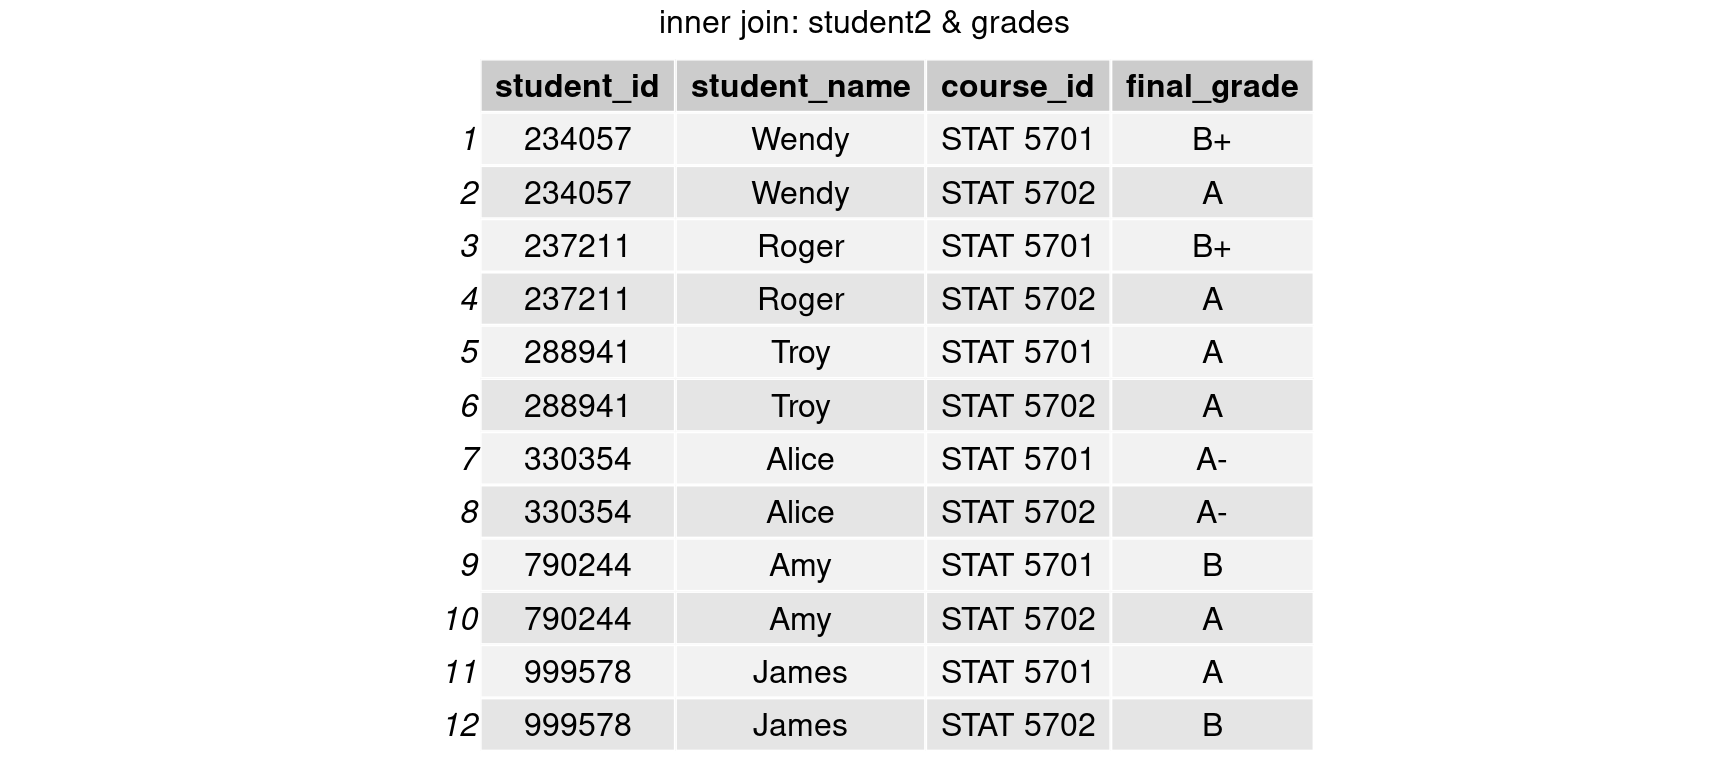 inner join: student2 & grades
student_id student_name course_id final_grade
1 234057 Wendy STAT 5701 B+
2 234057 Wendy STAT 5702 A
3 237211 Roger STAT 5701 B+
4 237211 Roger STAT 5702 A
5 288941 Troy STAT 5701 A
6 288941 Troy STAT 5702 A
7 330354 Alice STAT 5701 A-
8 330354 Alice STAT 5702 A-
9 790244 Amy STAT 5701 B
10 790244 Amy STAT 5702 A
11 999578 James STAT 5701 A
12 999578 James STAT 5702 B